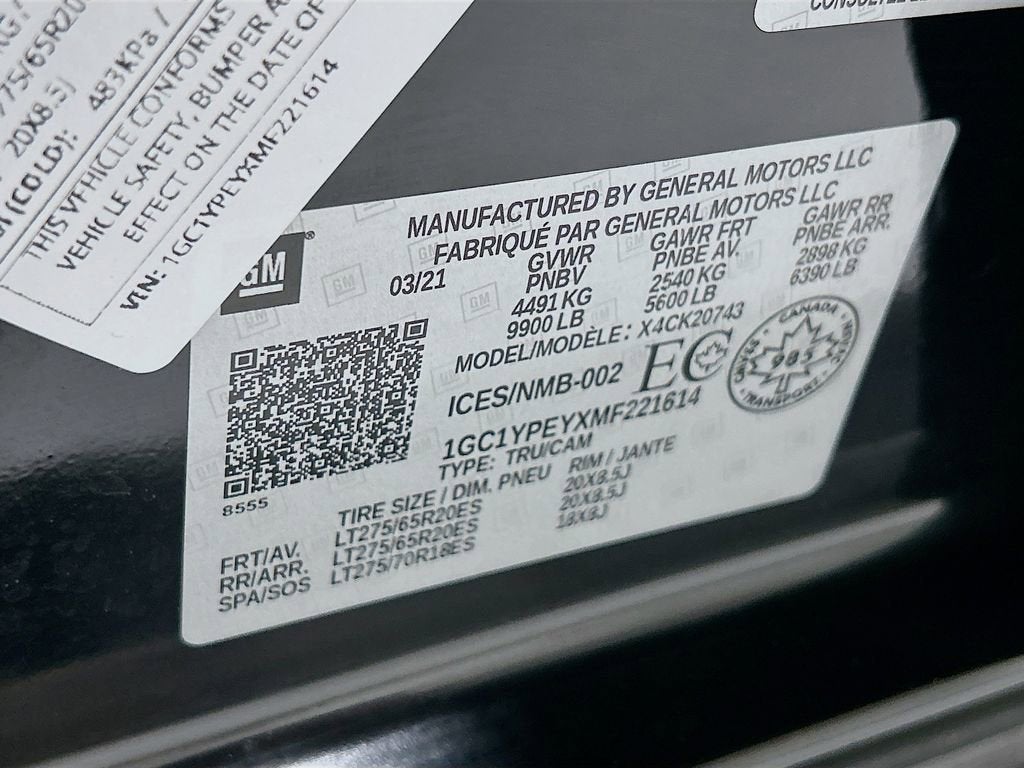 275/65R20
20X8.5J
(COLD): 483KPa /
THIS VEHICLE CONFORMS
VEHICLE SAFETY, BUMPER A
EFFECT ON THE DATE OF
VIN: 1GC1YPEYXMF221614
GM
MANUFACTURED BY GENERAL MOTORS LLC
FABRIQUÉ PAR GENERAL MOTORS LLC
03/21 GVWR GAWR FRT GAWR RR
PNBV PNBE AV. PNBE ARR.
4491 KG 2540 KG 2898 KG
9900 LB 5600 LB 6390 LB
MODEL/MODÈLE: X4CK20743
ICES/NMB-002 EC
CANADA
985
TRANSPORT
1GC1YPEYXMF221614
TYPE: TRU/CAM
8555
TIRE SIZE / DIM. PNEU RIM / JANTE
FRT/AV. LT275/65R20ES 20X8.5J
RR/ARR. LT275/65R20ES 20X8.5J
SPA/SOS LT275/70R18ES 18X8J